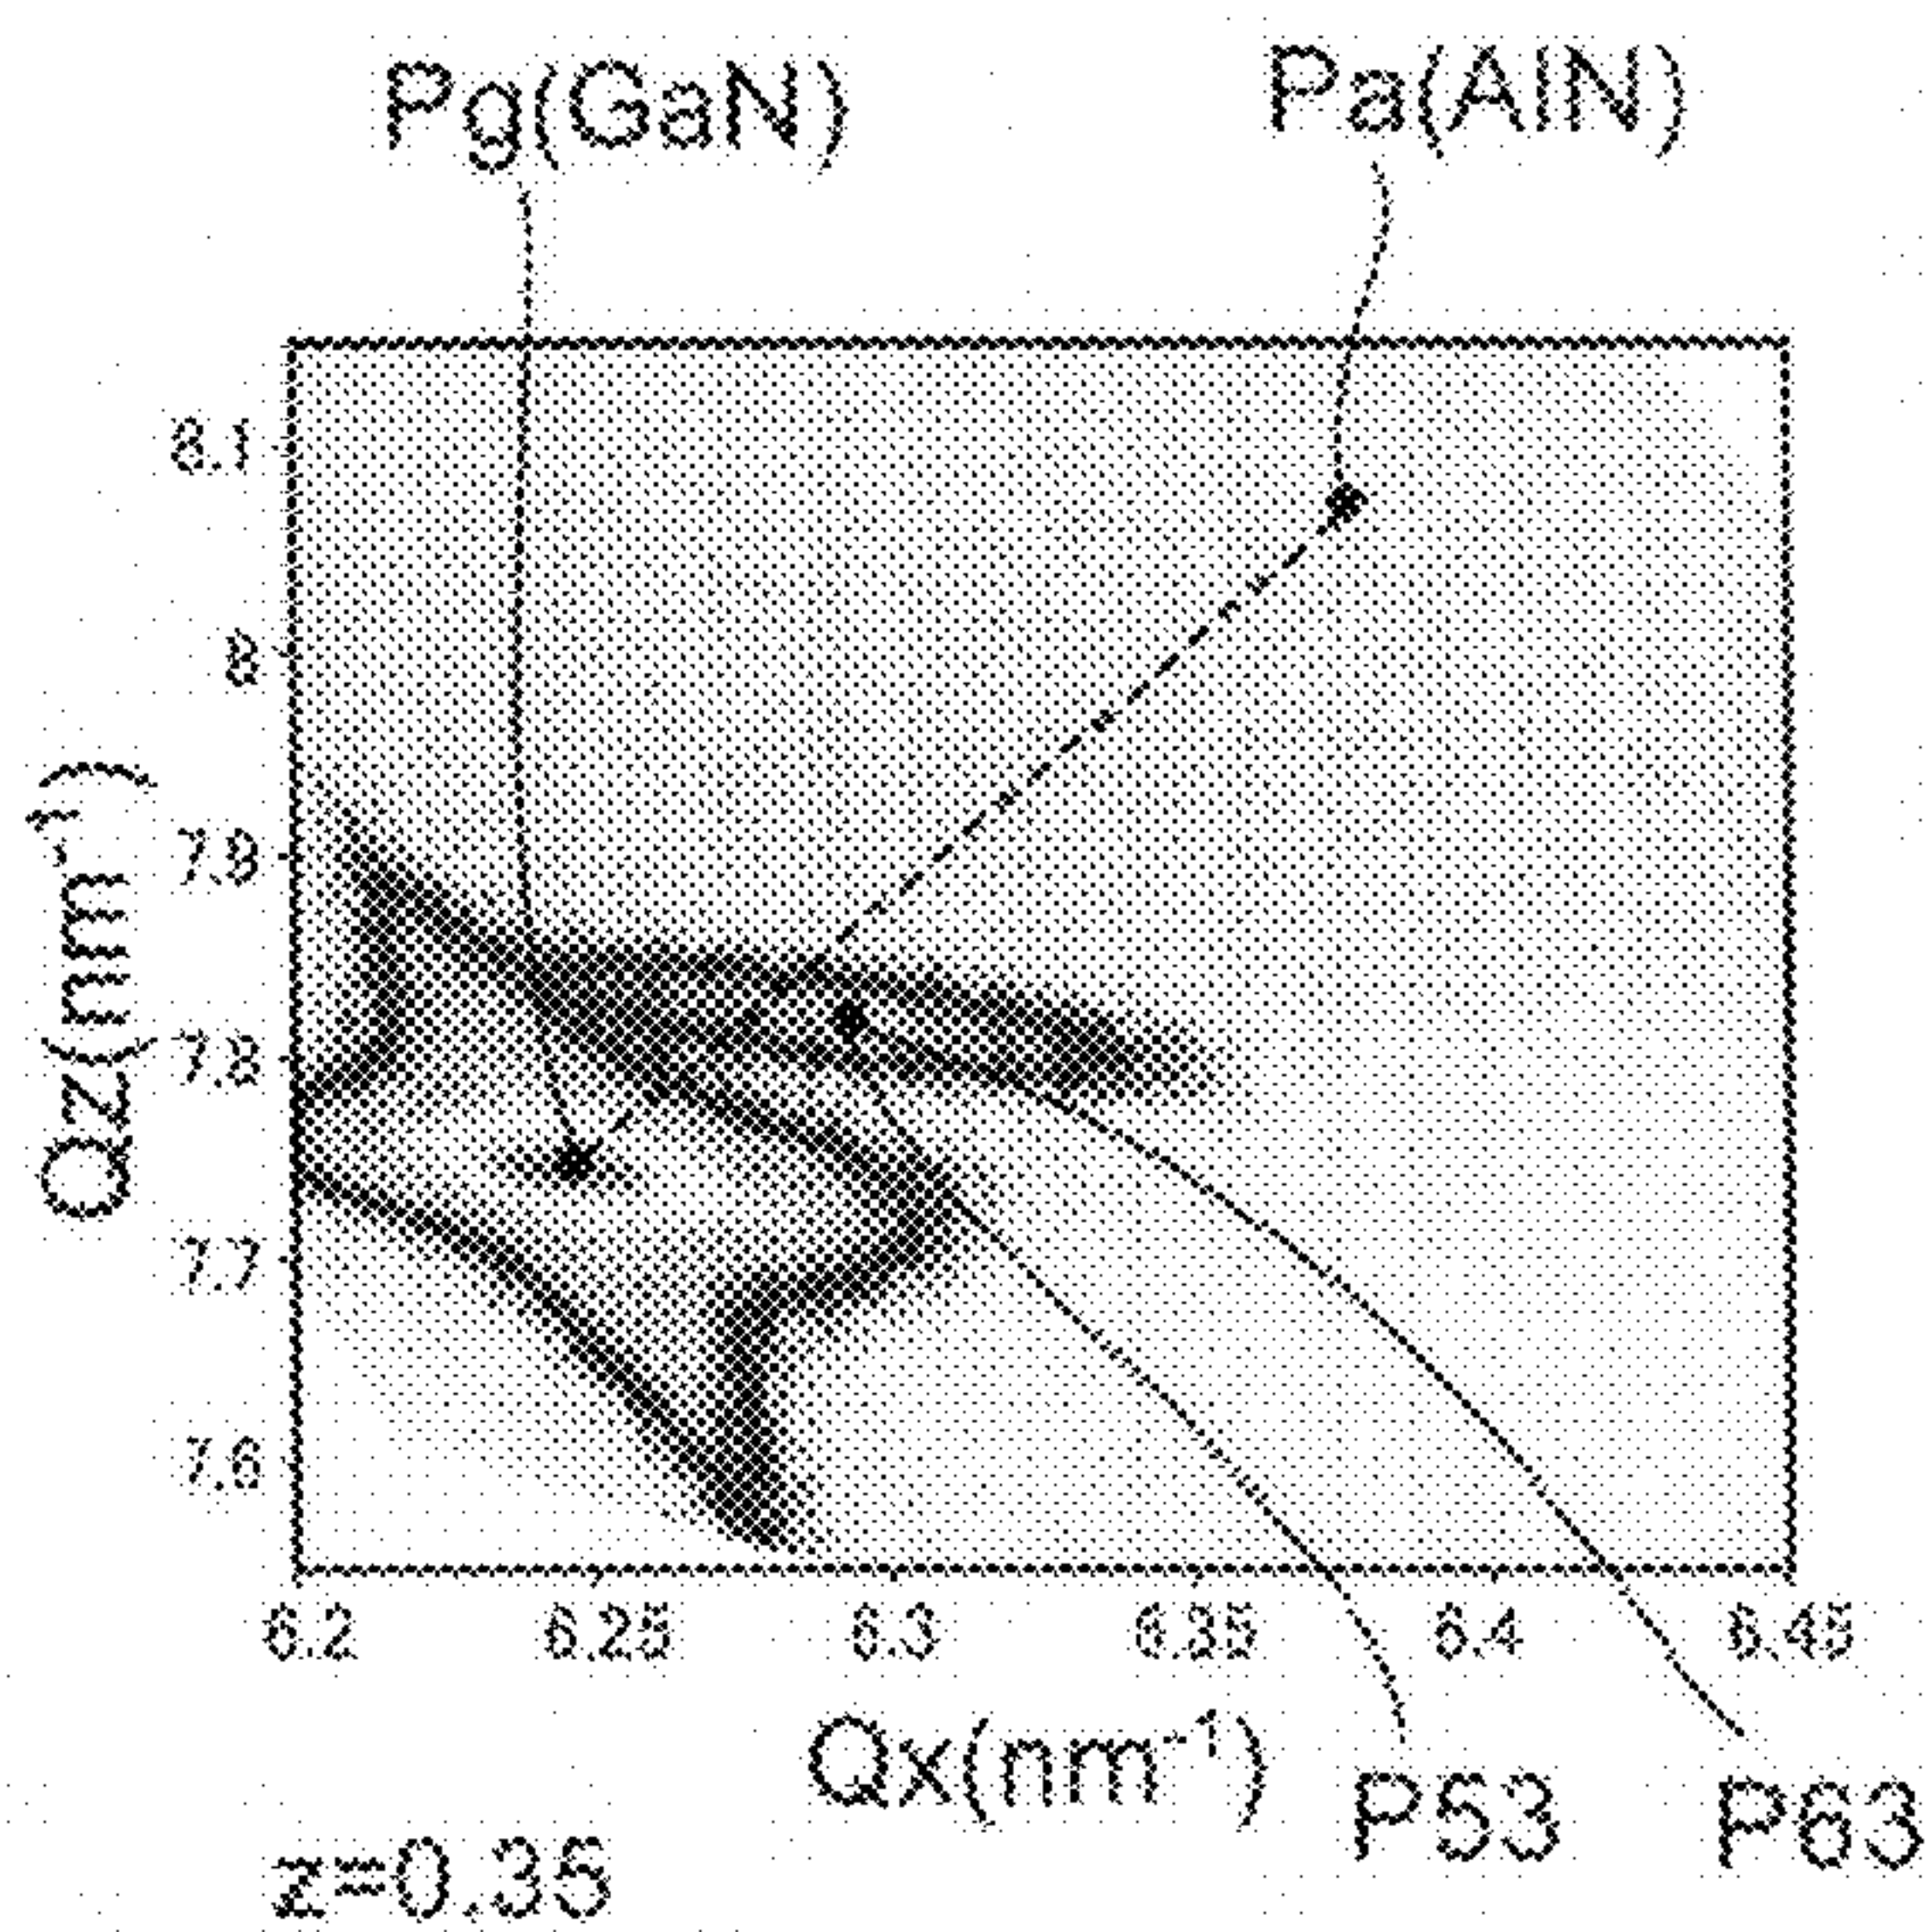 Pg(GaN) Pa(AlN)
8.1
8
7.9
7.8
7.7
7.6
Qz(nm⁻¹)
6.2 6.25 6.3 6.35 6.4 6.45
Qx(nm⁻¹)
P53 P63
z=0.35